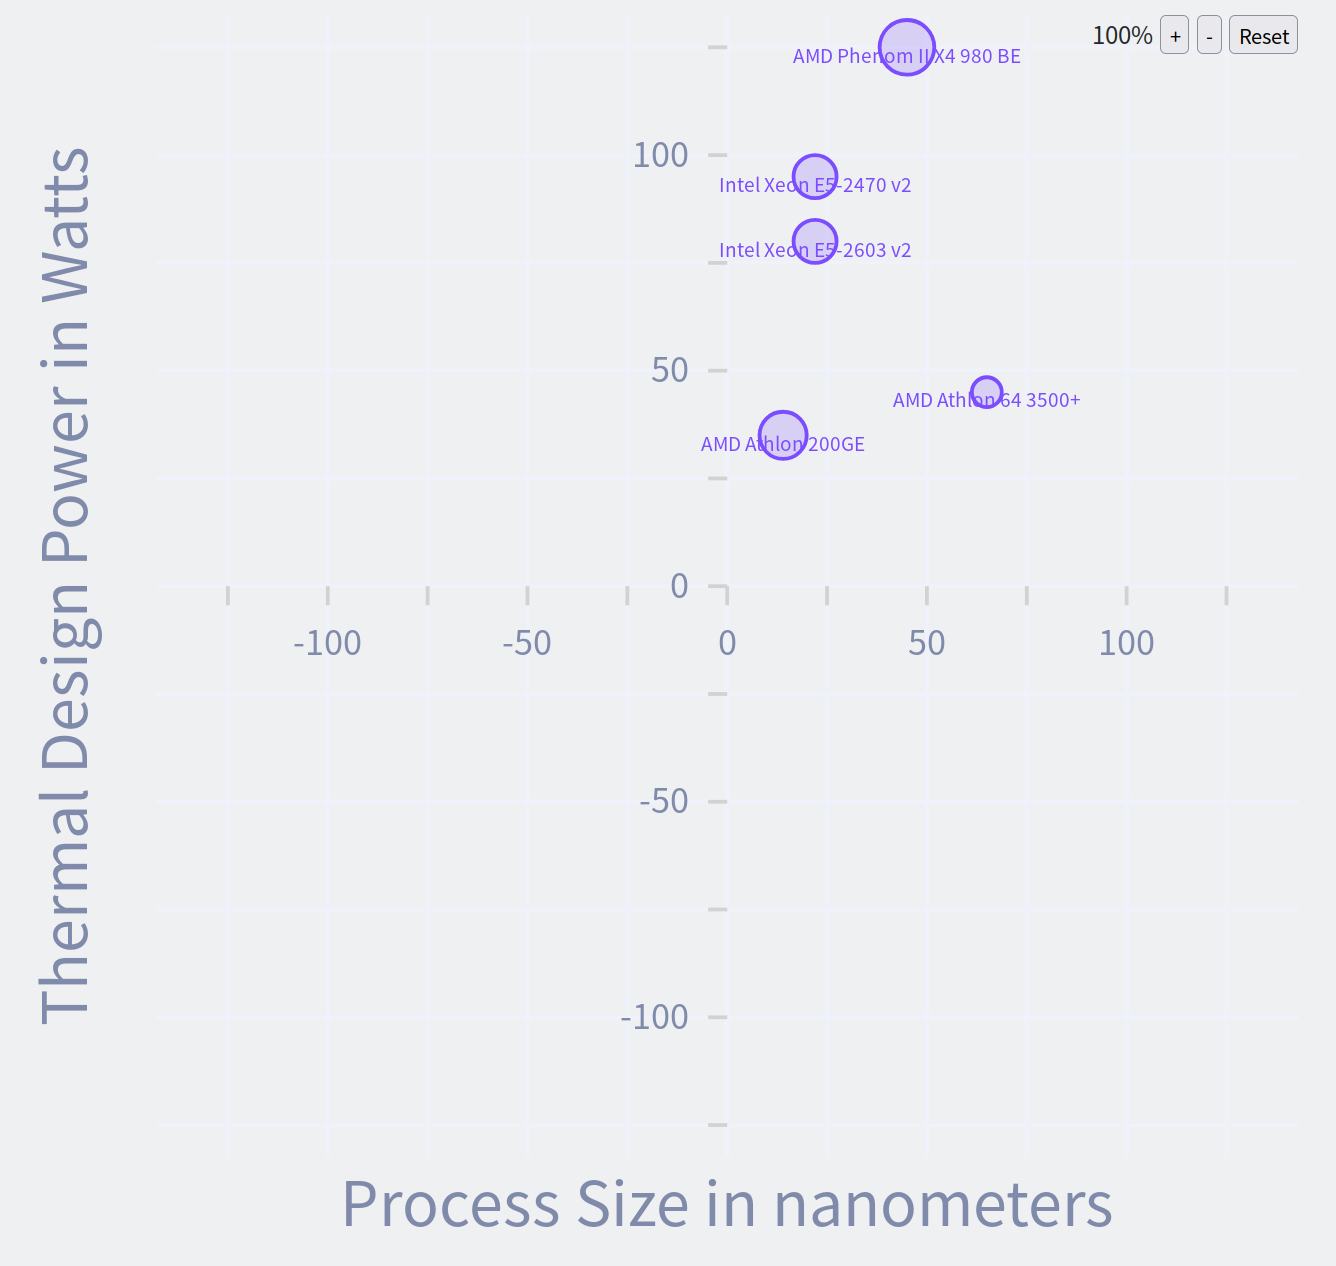 100% + - Reset
AMD Phenom II X4 980 BE
100
Intel Xeon E5-2470 v2
Intel Xeon E5-2603 v2
50
AMD Athlon 64 3500+
AMD Athlon 200GE
0
-100 -50 0 50 100
-50
-100
Thermal Design Power in Watts
Process Size in nanometers